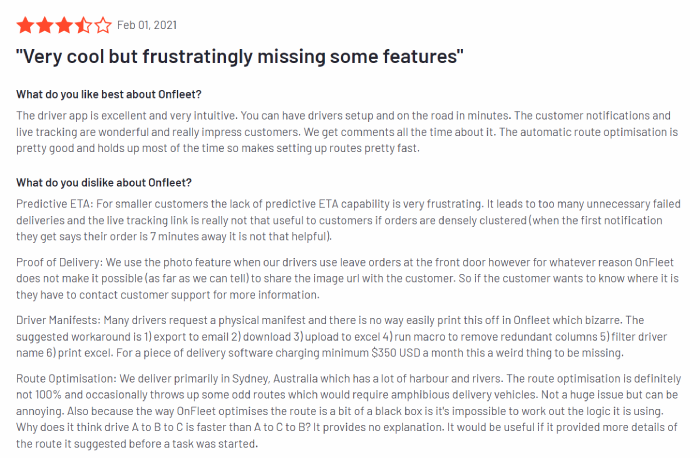 Feb 01, 2021
"Very cool but frustratingly missing some features"
What do you like best about Onfleet?
The driver app is excellent and very intuitive. You can have drivers setup and on the road in minutes. The customer notifications and
live tracking are wonderful and really impress customers. We get comments all the time about it. The automatic route optimisation is
pretty good and holds up most of the time so makes setting up routes pretty fast.
What do you dislike about Onfleet?
Predictive ETA: For smaller customers the lack of predictive ETA capability is very frustrating. It leads to too many unnecessary failed
deliveries and the live tracking link is really not that useful to customers if orders are densely clustered (when the first notification
they get says their order is 7 minutes away it is not that helpful).
Proof of Delivery: We use the photo feature when our drivers use leave orders at the front door however for whatever reason OnFleet
does not make it possible (as far as we can tell) to share the image url with the customer. So if the customer wants to know where it is
they have to contact customer support for more information.
Driver Manifests: Many drivers request a physical manifest and there is no way easily print this off in Onfleet which bizarre. The
suggested workaround is 1) export to email 2) download 3) upload to excel 4) run macro to remove redundant columns 5) filter driver
name 6) print excel. For a piece of delivery software charging minimum $350 USD a month this a weird thing to be missing.
Route Optimisation: We deliver primarily in Sydney, Australia which has a lot of harbour and rivers. The route optimisation is definitely
not 100% and occasionally throws up some odd routes which would require amphibious delivery vehicles. Not a huge issue but can be
annoying. Also because the way OnFleet optimises the route is a bit of a black box is it's impossible to work out the logic it is using.
Why does it think drive A to B to C is faster than A to C to B? It provides no explanation. It would be useful if it provided more details of
the route it suggested before a task was started.